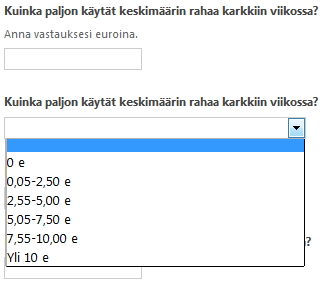 Kuinka paljon käytät keskimäärin rahaa karkkiin viikossa?
Anna vastauksesi euroina.
Kuinka paljon käytät keskimäärin rahaa karkkiin viikossa?
0 e
0,05-2,50 e
2,55-5,00 e
5,05-7,50 e
7,55-10,00 e
?
Yli 10 e